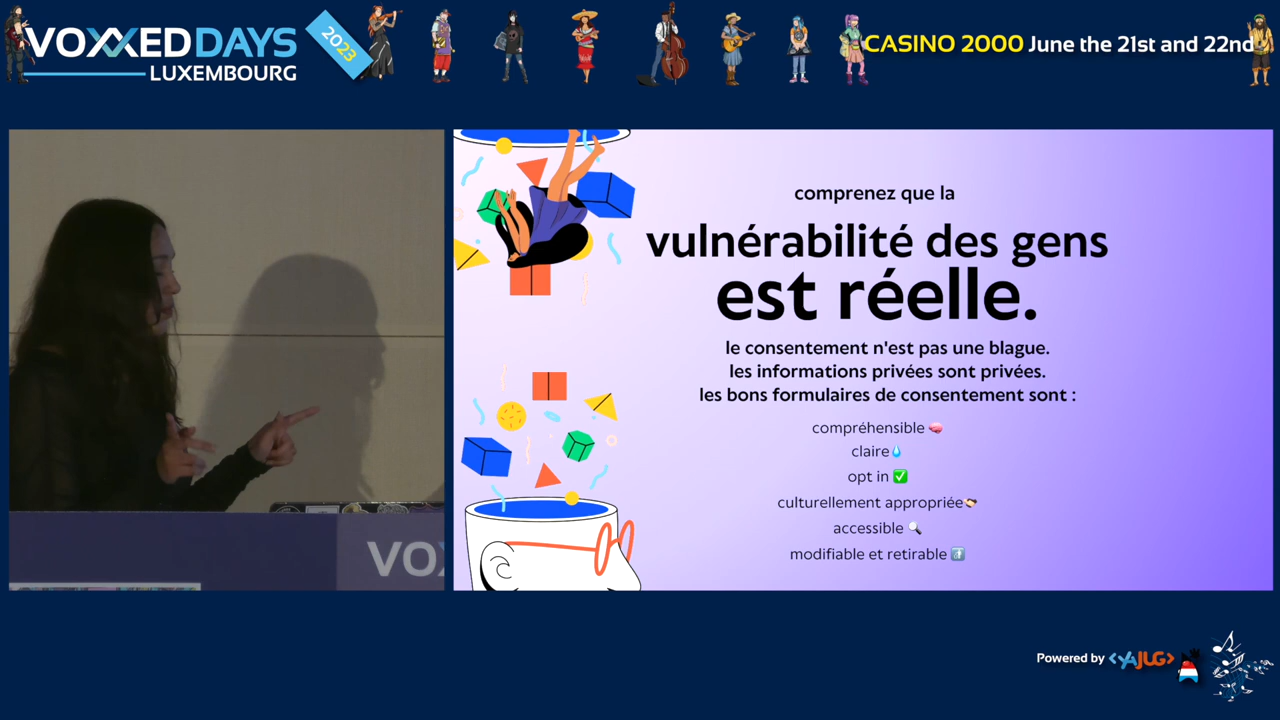 VOXXED DAYS
LUXEMBOURG
2023
CASINO 2000 June the 21st and 22nd
comprenez que la
vulnérabilité des gens
est réelle.
le consentement n'est pas une blague.
les informations privées sont privées.
les bons formulaires de consentement sont :
compréhensible
claire
opt in
culturellement appropriée
accessible
modifiable et retirable
VOX
Powered by <YAJUG>